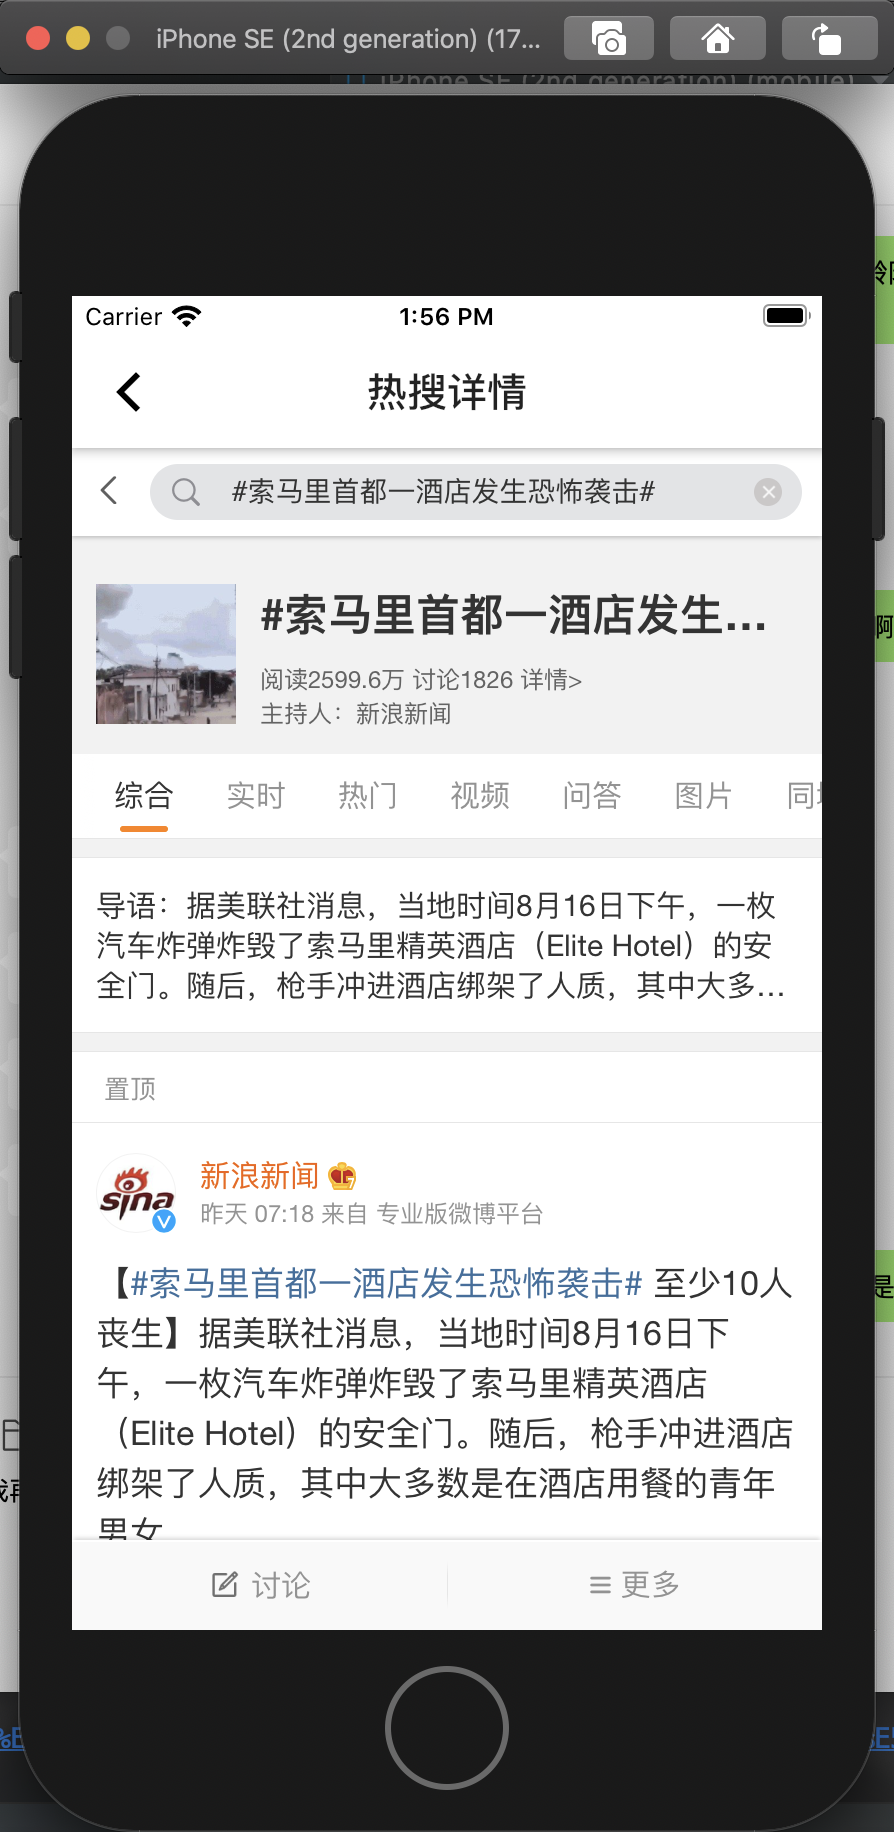 iPhone SE (2nd generation) (17...
iPhone SE (2nd generation) (mobile)
Carrier
1:56 PM
热搜详情
#索马里首都一酒店发生恐怖袭击#
#索马里首都一酒店发生...
阅读2599.6万 讨论1826 详情>
主持人：新浪新闻
综合 实时 热门 视频 问答 图片 同
导语：据美联社消息，当地时间8月16日下午，一枚
汽车炸弹炸毁了索马里精英酒店（Elite Hotel）的安
全门。随后，枪手冲进酒店绑架了人质，其中大多...
置顶
sina
V
新浪新闻
昨天 07:18 来自 专业版微博平台
【#索马里首都一酒店发生恐怖袭击# 至少10人
丧生】据美联社消息，当地时间8月16日下
午，一枚汽车炸弹炸毁了索马里精英酒店
（Elite Hotel）的安全门。随后，枪手冲进酒店
绑架了人质，其中大多数是在酒店用餐的青年
男女
讨论
更多
啊
是
%E